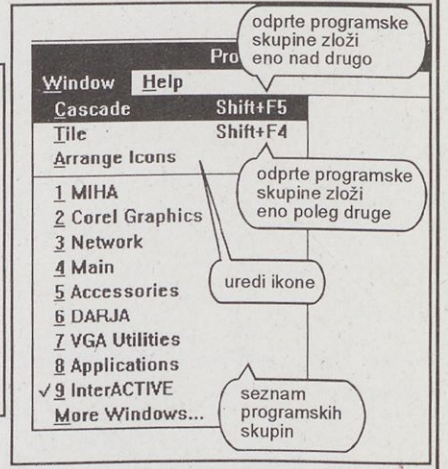 odprte programske
skupine zloži
eno nad drugo
Pro
Window Help
Cascade Shift+F5
Tile Shift+F4
Arrange Icons
odprte programske
skupine zloži
eno poleg druge
1 MIHA
2 Corel Graphics
3 Network
4 Main
5 Accessories
6 DARJA
7 VGA Utilities
8 Applications
✓ 9 InterACTIVE
More Windows...
uredi ikone
seznam
programskih
skupin